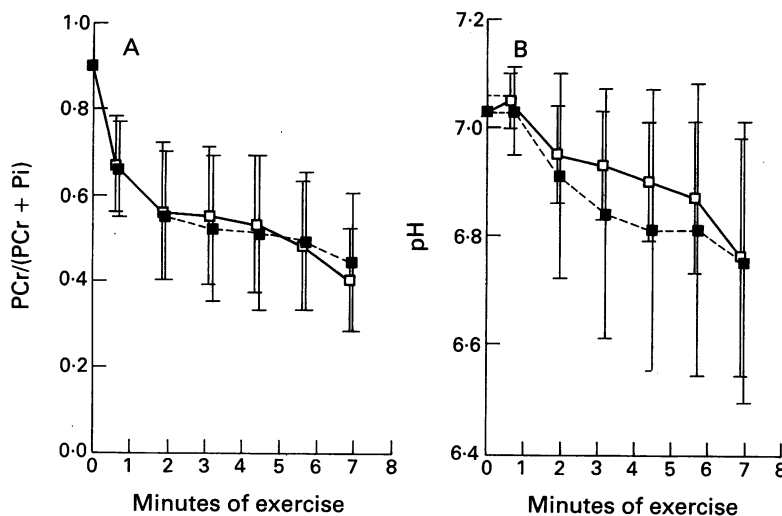 A
1·0
0·8
0·6
0·4
0·2
0·0
PCr/(PCr + Pi)
0 1 2 3 4 5 6 7 8
Minutes of exercise
B
7·2
7·0
6·8
6·6
6·4
pH
0 1 2 3 4 5 6 7 8
Minutes of exercise